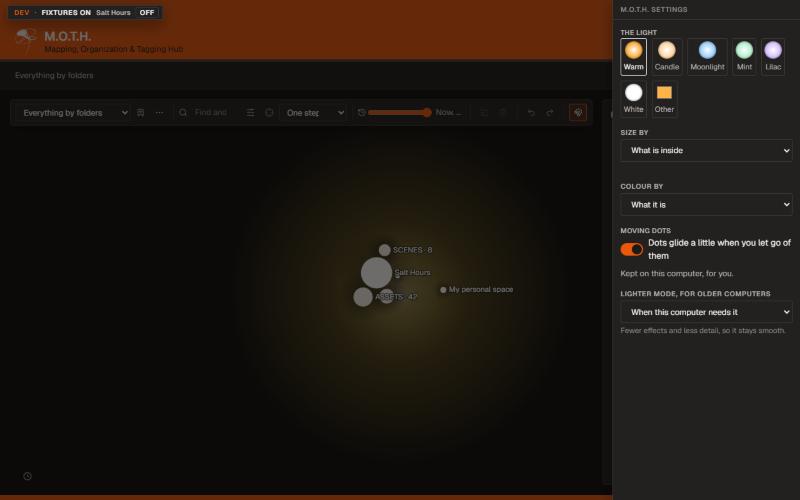 DEV · FIXTURES ON Salt Hours OFF
M.O.T.H.
Mapping, Organization & Tagging Hub
Everything by folders
Everything by folders
Find and
One step
Now
SCENES · 8
Salt Hours
ASSETS · 42
My personal space
M.O.T.H. SETTINGS
THE LIGHT
Warm
Candle
Moonlight
Mint
Lilac
White
Other
SIZE BY
What is inside
COLOUR BY
What it is
MOVING DOTS
Dots glide a little when you let go of
them
Kept on this computer, for you.
LIGHTER MODE, FOR OLDER COMPUTERS
When this computer needs it
Fewer effects and less detail, so it stays smooth.